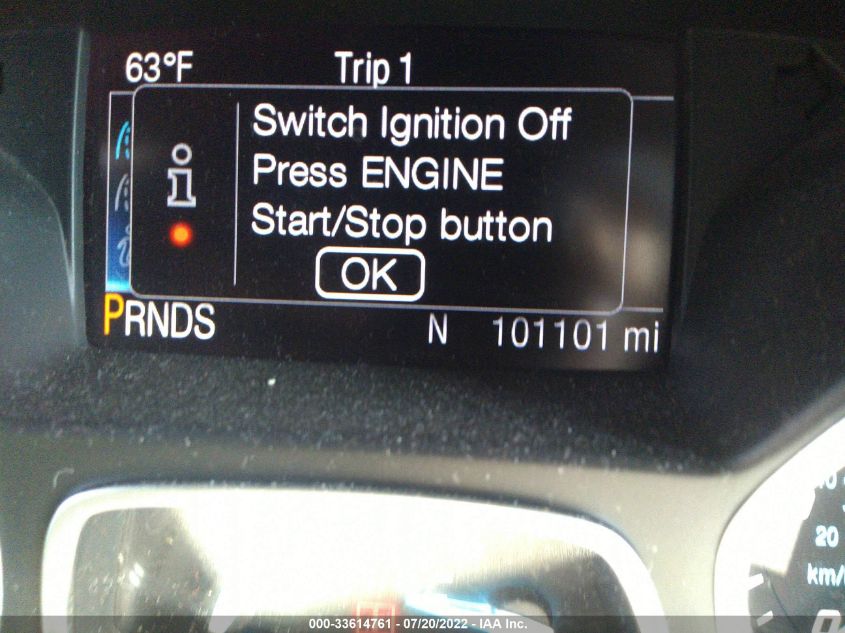 63°F Trip 1
Switch Ignition Off
Press ENGINE
Start/Stop button
OK
PRNDS N 101101 mi
20
000-33614761 - 07/20/2022 - IAA Inc.